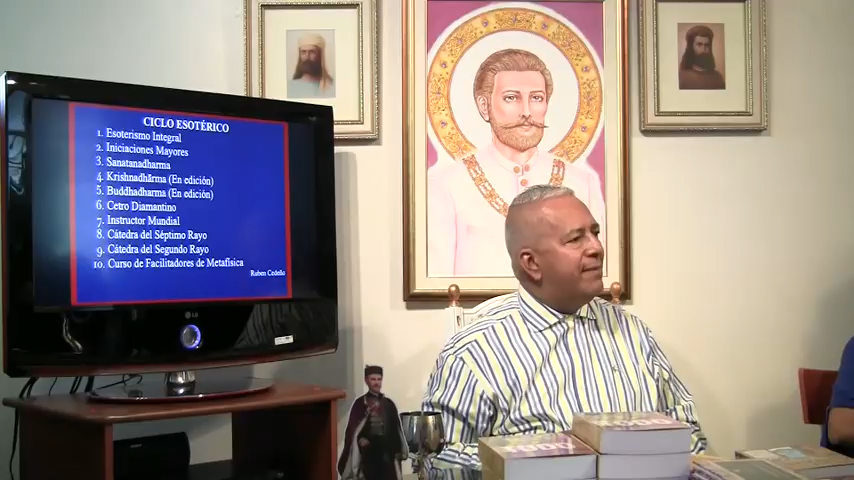 CICLO ESOTÉRICO
1. Esoterismo Integral
2. Iniciaciones Mayores
3. Sanatanadharma
4. Krishnadhārma (En edición)
5. Buddhadharma (En edición)
6. Cetro Diamantino
7. Instructor Mundial
8. Cátedra del Séptimo Rayo
9. Cátedra del Segundo Rayo
10. Curso de Facilitadores de Metafísica
Ruben Cedeño
LG